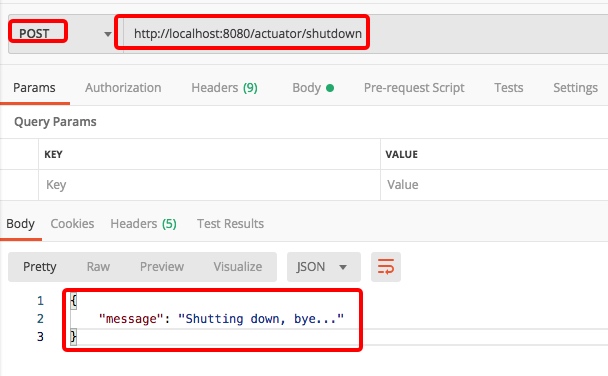 POST http://localhost:8080/actuator/shutdown
Params Authorization Headers (9) Body Pre-request Script Tests Settings
Query Params
KEY VALUE
Key Value
Body Cookies Headers (5) Test Results
Pretty Raw Preview Visualize JSON
1 {
2 "message": "Shutting down, bye..."
3 }